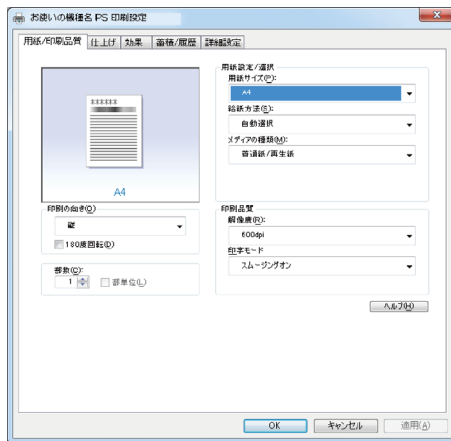 お使いの機種名 PS 印刷設定
用紙/印刷品質 仕上げ 効果 蓄積/履歴 詳細設定
A4
印刷の向き(O)
縦
180度回転(D)
部数(C):
1 部単位(L)
用紙設定/選択
用紙サイズ(P):
A4
給紙方法(S):
自動選択
メディアの種類(M):
普通紙/再生紙
印刷品質
解像度(R):
600dpi
印字モード
スムージングオン
ヘルプ(H)
OK キャンセル 適用(A)